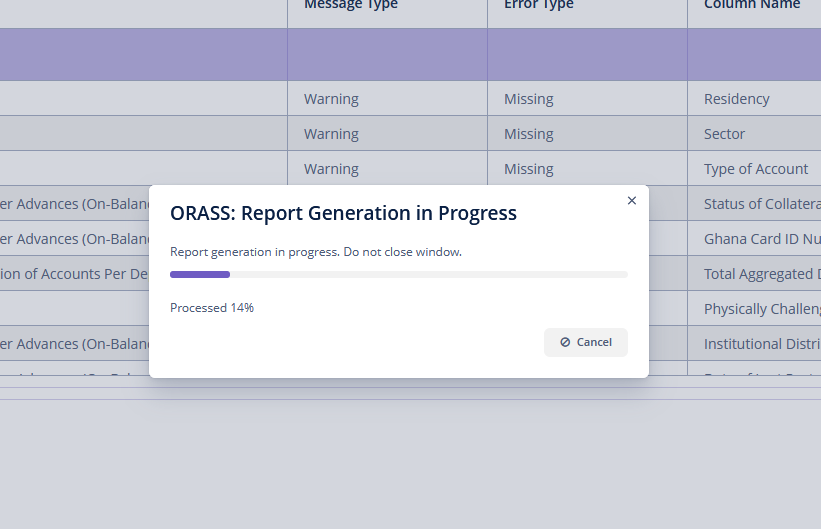 Message Type Error Type Column Name
Warning Missing Residency
Warning Missing Sector
Warning Missing Type of Account
er Advances (On-Balan Status of Collatera
er Advances (On-Balan Ghana Card ID Nu
ion of Accounts Per De Total Aggregated
Physically Challen
er Advances (On-Balan Institutional Distri
ORASS: Report Generation in Progress
Report generation in progress. Do not close window.
Processed 14%
Cancel